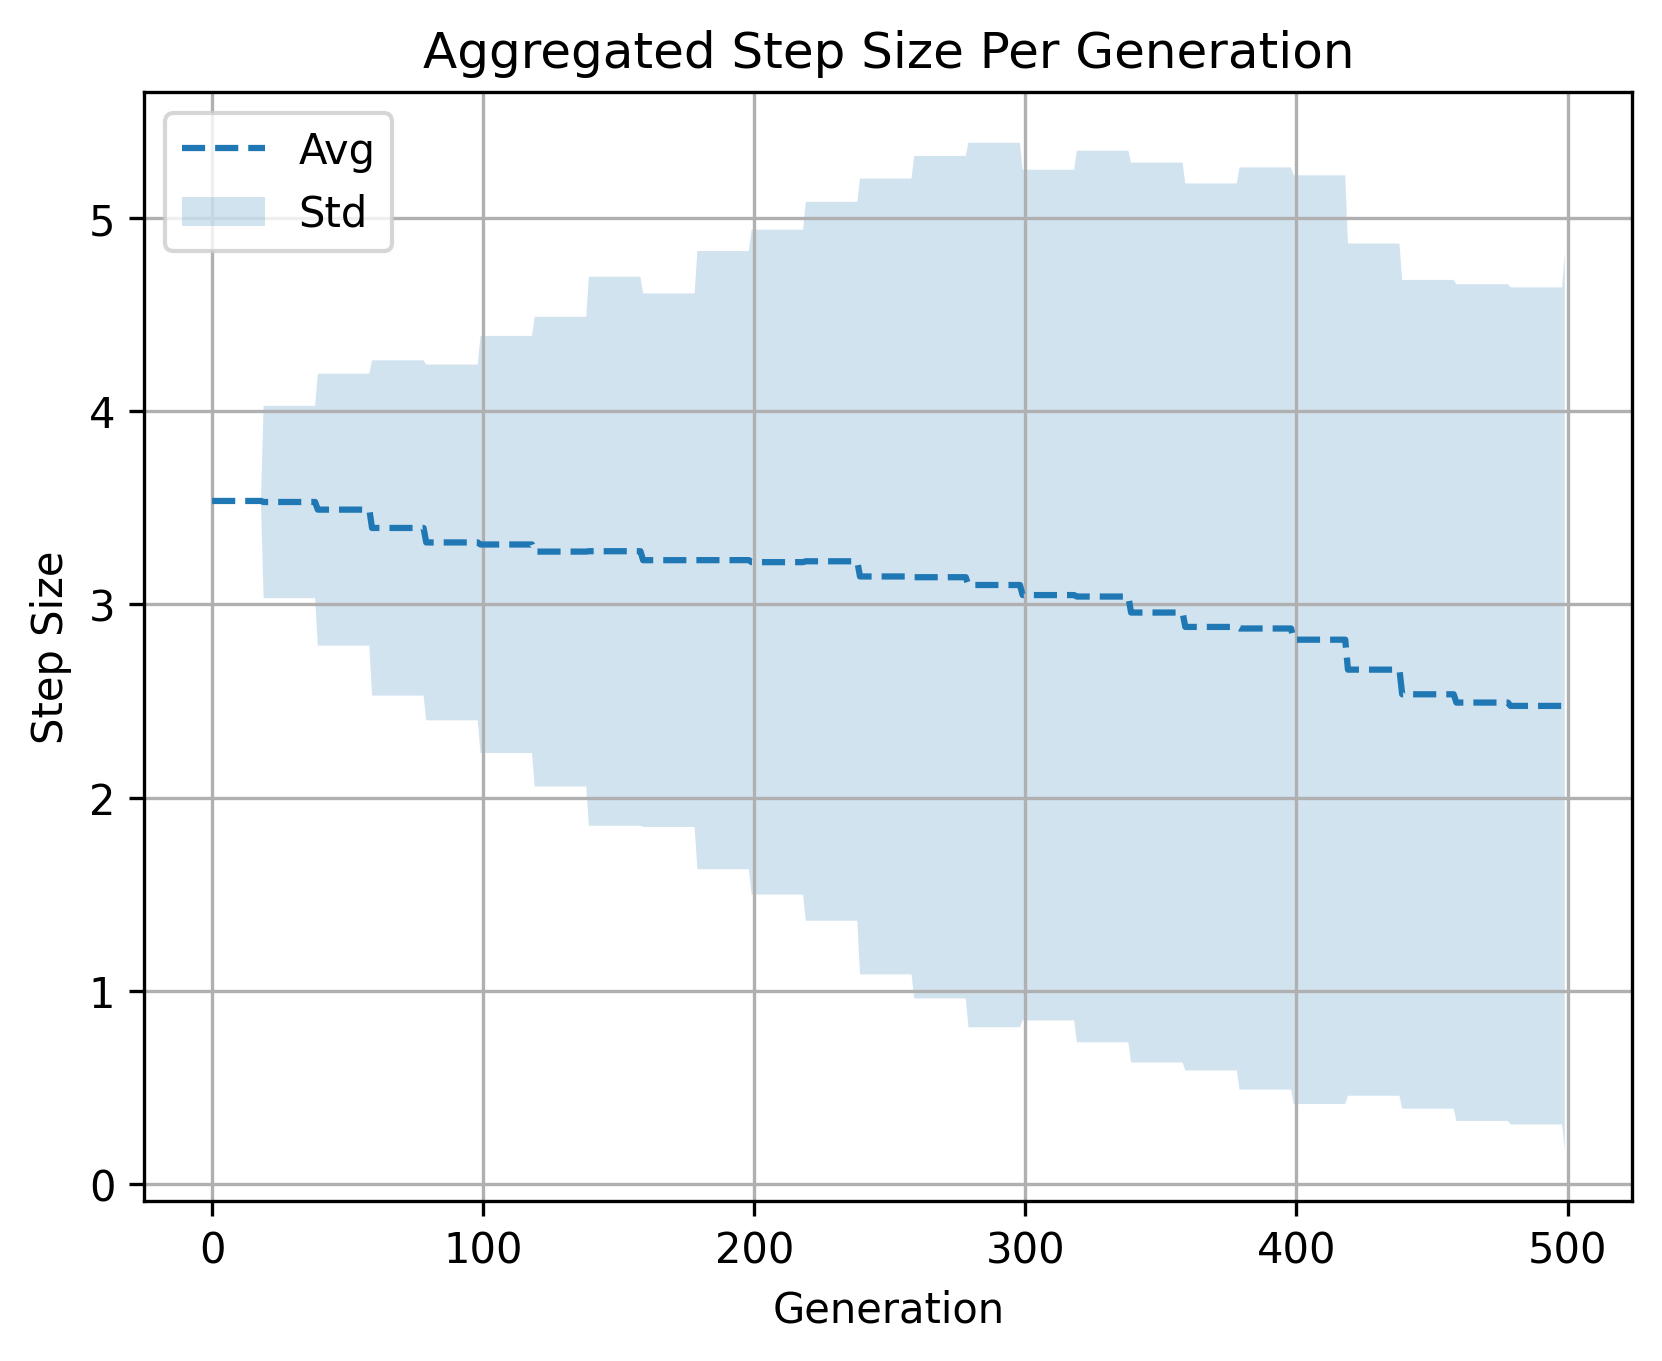 Aggregated Step Size Per Generation
Avg
Std
Step Size
5
4
3
2
1
0
0 100 200 300 400 500
Generation